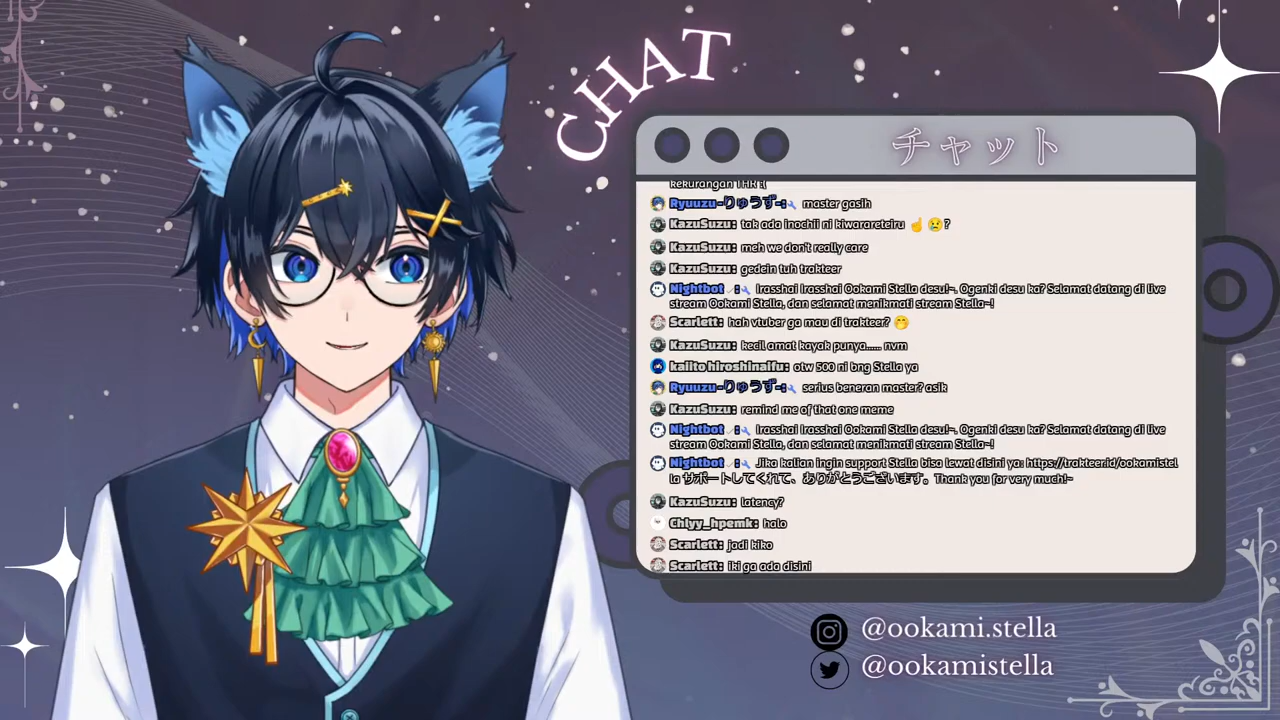 CHAT
チャット
kekurangan THR :(
Ryuuzu-りゅうず-: master gasih
KazuSuzu: tak ada inochii ni kiwarareteiru ☝😢?
KazuSuzu: meh we don't really care
KazuSuzu: gedein tuh trakteer
Nightbot : Irasshai Irasshai Ookami Stella desu!~. Ogenki desu ka? Selamat datang di live
stream Ookami Stella, dan selamat menikmati stream Stella~!
Scarlett: hah vtuber ga mau di trakteer? 🤭
KazuSuzu: kecil amat kayak punya...... nvm
kaiito hiroshinaifu: otw 500 ni bng Stella ya
Ryuuzu-りゅうず-: serius beneran master? asik
KazuSuzu: remind me of that one meme
Nightbot : Irasshai Irasshai Ookami Stella desu!~. Ogenki desu ka? Selamat datang di live
stream Ookami Stella, dan selamat menikmati stream Stella~!
Nightbot : Jika kalian ingin support Stella bisa lewat disini ya: https://trakteer.id/ookamistel
la サポートしてくれて、ありがとうございます。Thank you for very much!~
KazuSuzu: latency?
Chlyy_hpemk: halo
Scarlett: jadi kiko
Scarlett: iki ga ada disini
@ookami.stella
@ookamistella